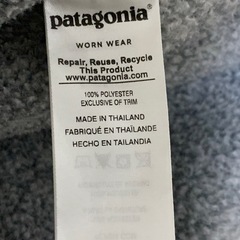 patagonia®
WORN WEAR
Repair, Reuse, Recycle
This Product
www.patagonia.com
100% POLYESTER
EXCLUSIVE OF TRIM
MADE IN THAILAND
FABRIQUÉ EN THAÏLANDE
HECHO EN TAILANDIA